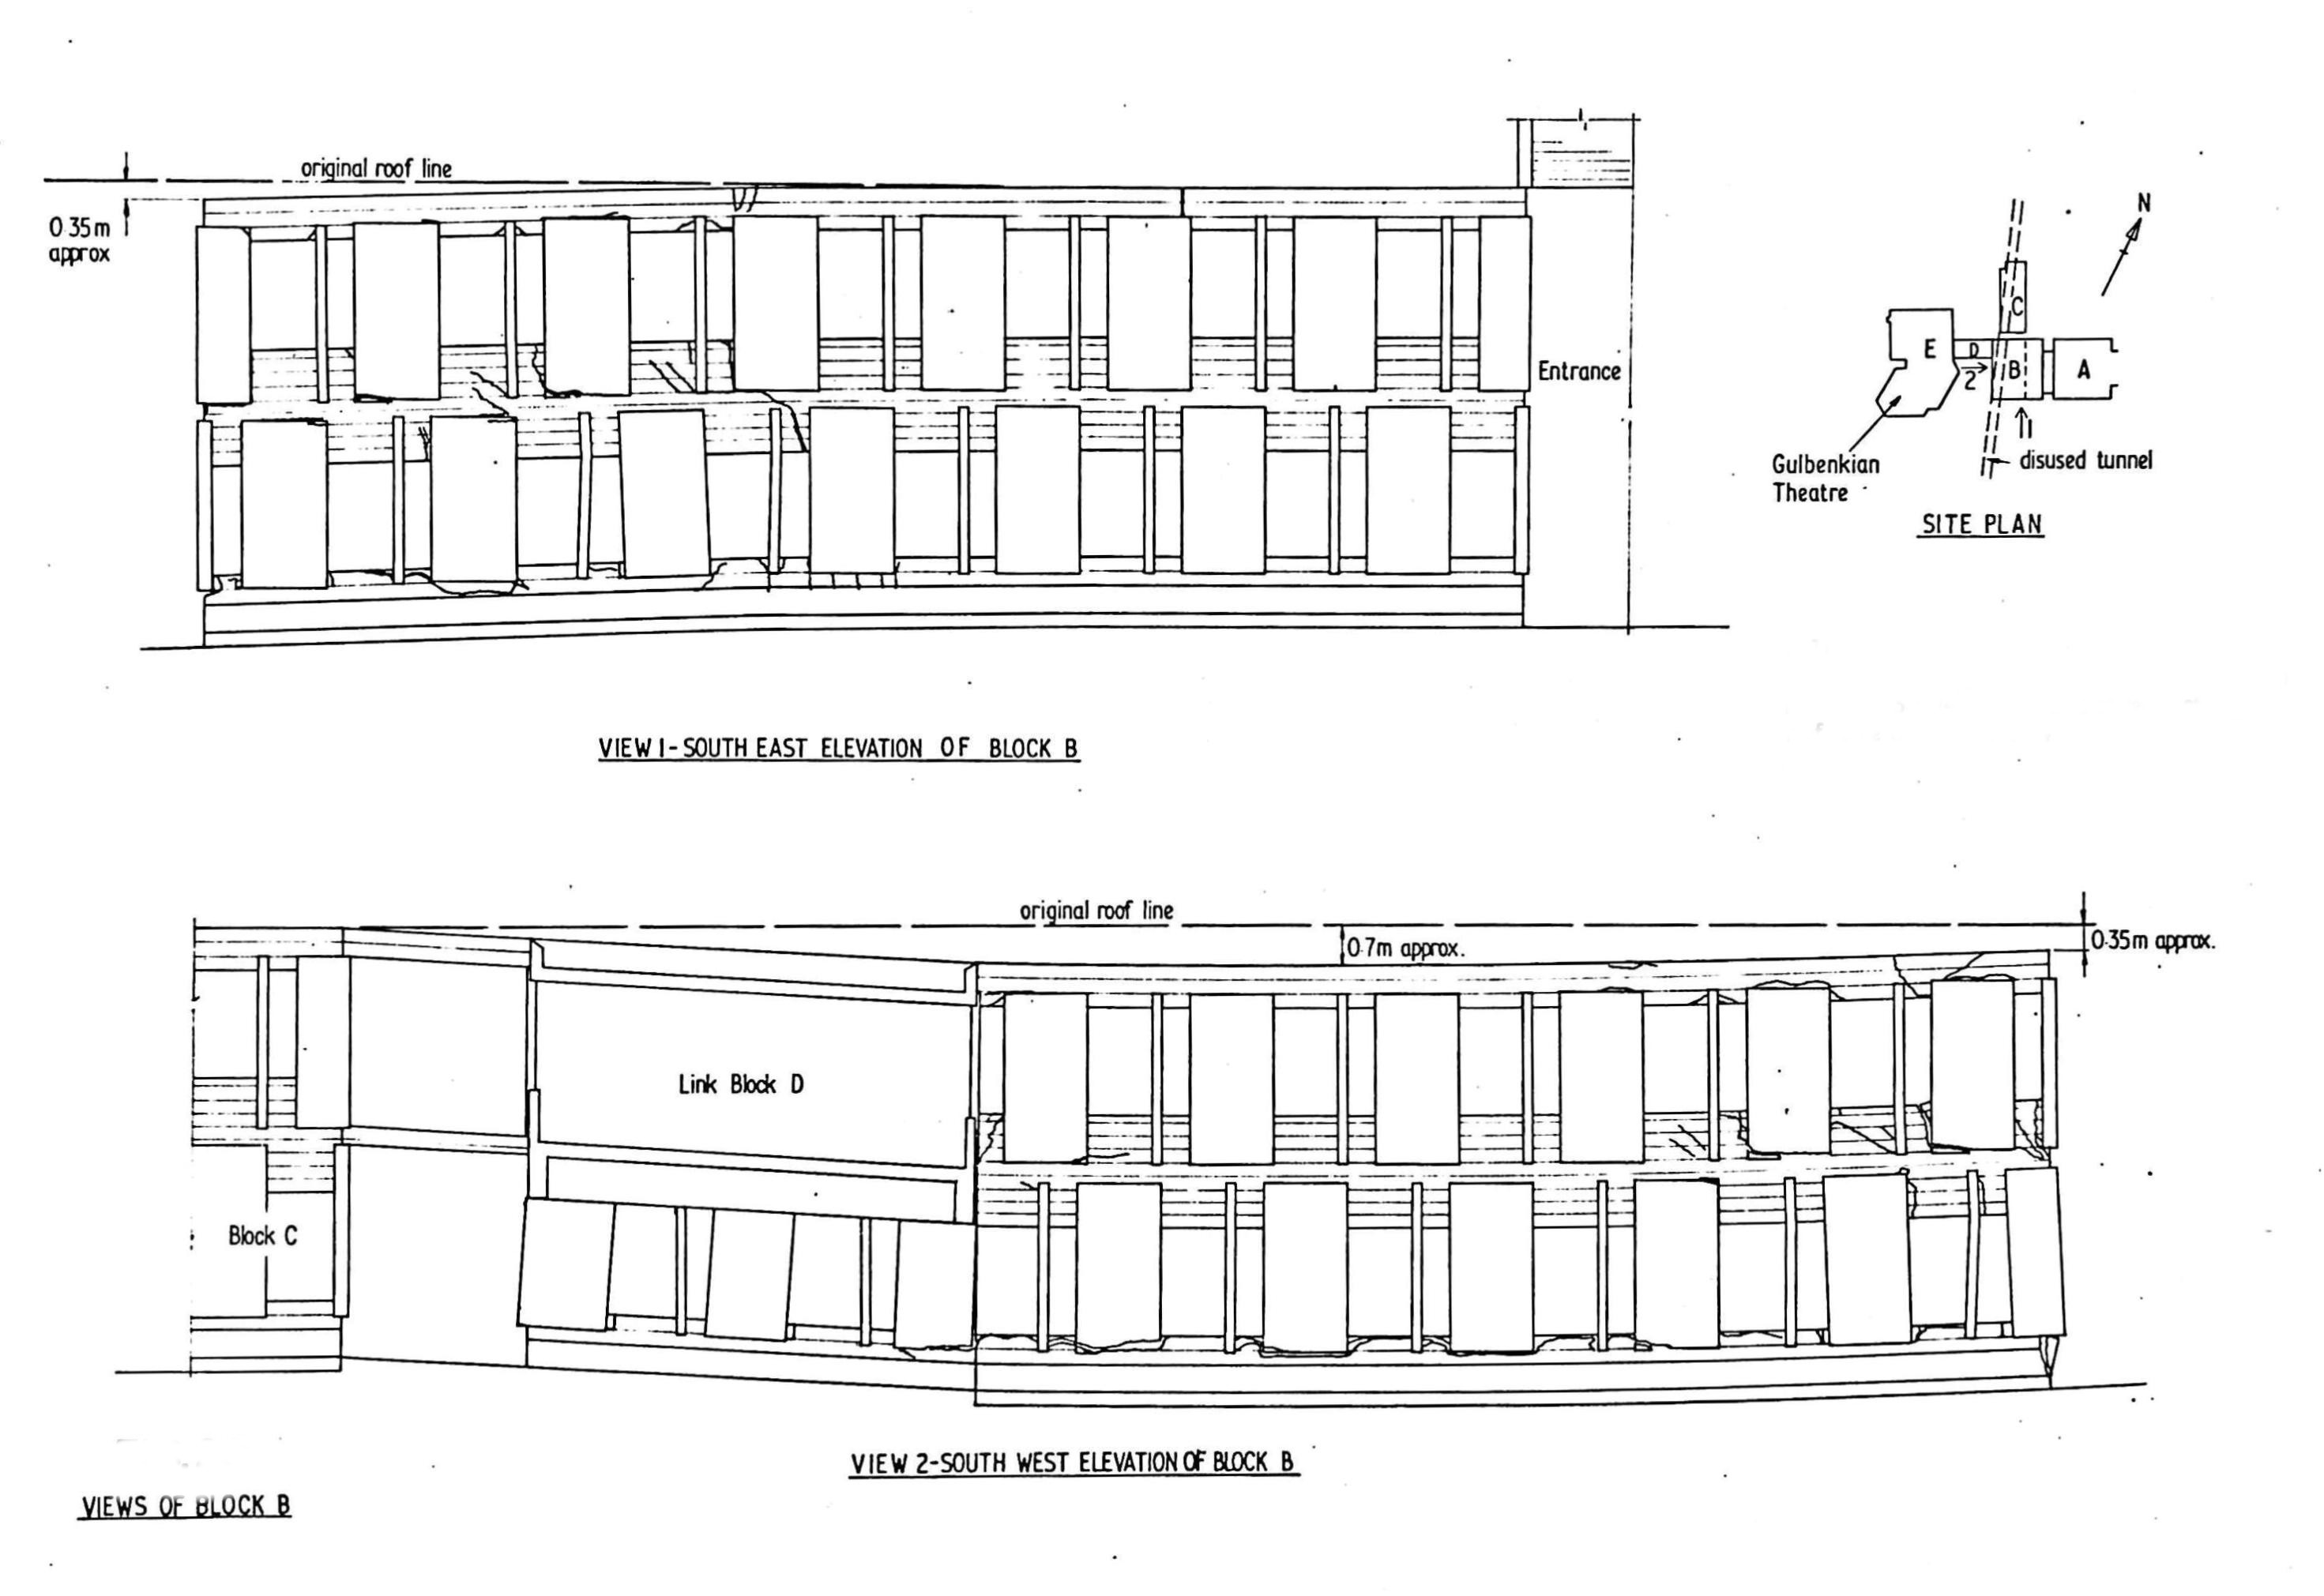 original roof line
0.35m
approx
Entrance
N
C
E
D
B
A
2
1
disused tunnel
Gulbenkian
Theatre
SITE PLAN
VIEW 1-SOUTH EAST ELEVATION OF BLOCK B
original roof line
0.7m approx.
0.35m approx.
Link Block D
Block C
VIEW 2-SOUTH WEST ELEVATION OF BLOCK B
VIEWS OF BLOCK B